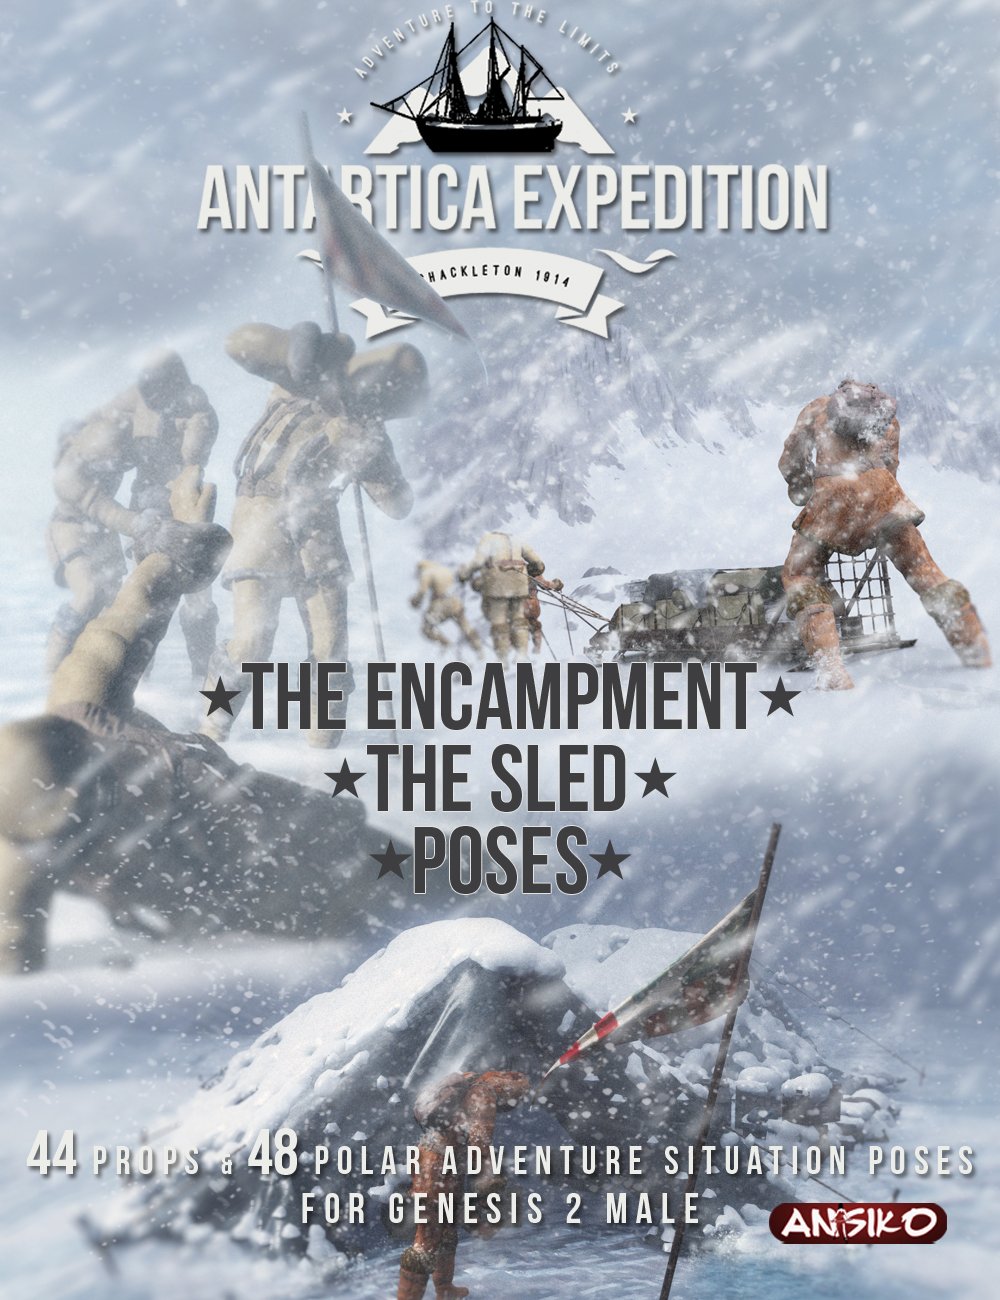 ADVENTURE TO THE LIMITS
ANTARTICA EXPEDITION
SHACKLETON 1914
★THE ENCAMPMENT★
★THE SLED★
★POSES★
44 PROPS & 48 POLAR ADVENTURE SITUATION POSES
FOR GENESIS 2 MALE
ANSIKO